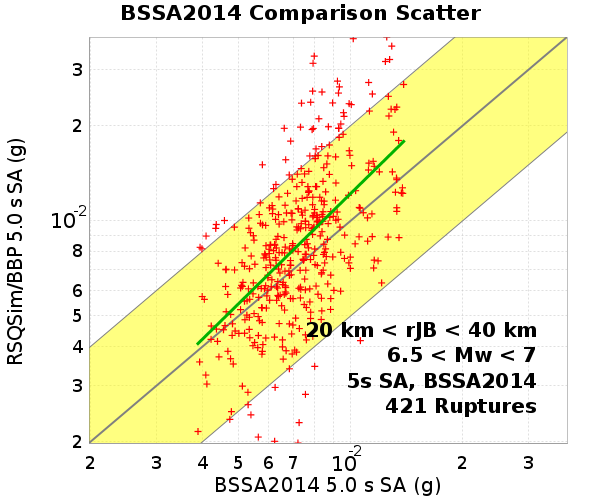 BSSA2014 Comparison Scatter
RSQSim/BBP 5.0 s SA (g)
3
2
10-2
8
6
5
4
3
2
20 km < rJB < 40 km
6.5 < Mw < 7
5s SA, BSSA2014
421 Ruptures
2 3 4 5 6 7 10-2 2 3
BSSA2014 5.0 s SA (g)